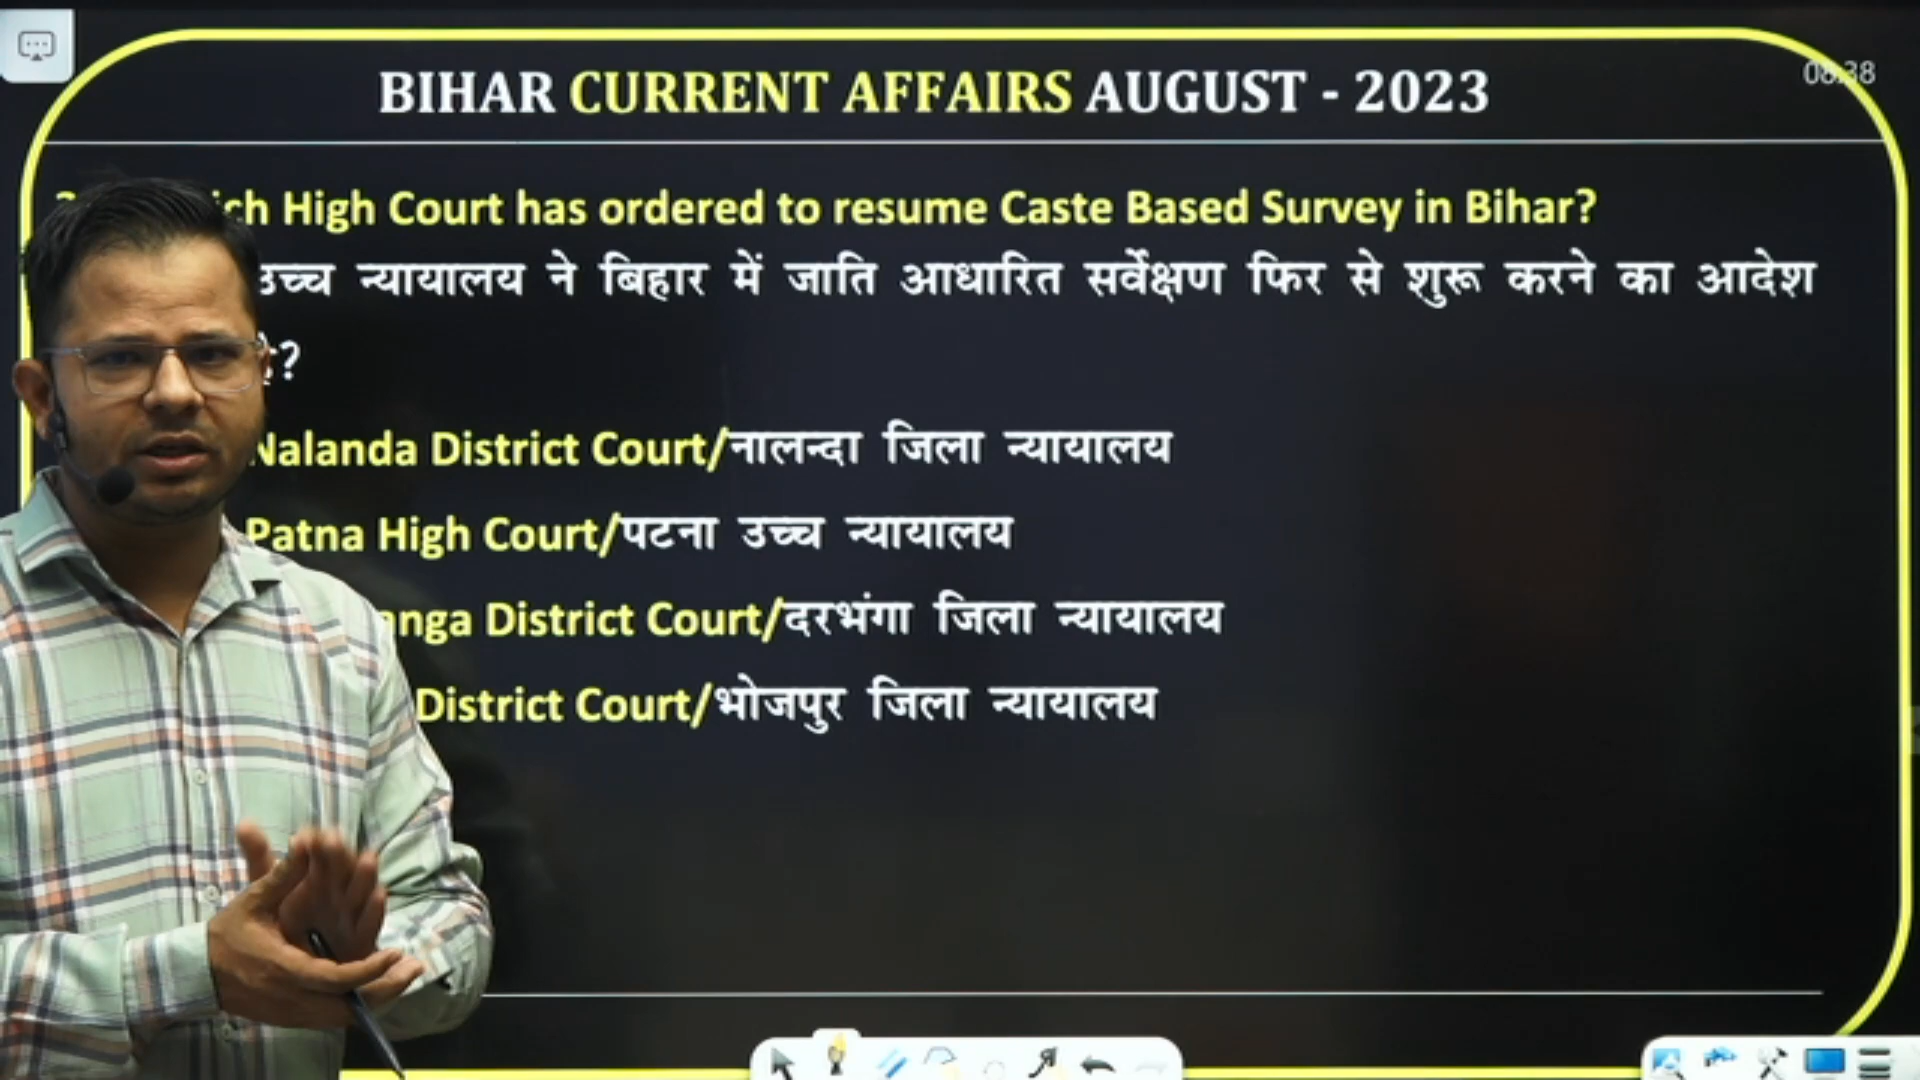 BIHAR CURRENT AFFAIRS AUGUST - 2023
08:38
High Court has ordered to resume Caste Based Survey in Bihar?
उच्च न्यायालय ने बिहार में जाति आधारित सर्वेक्षण फिर से शुरू करने का आदेश
?
Nalanda District Court/नालन्दा जिला न्यायालय
Patna High Court/पटना उच्च न्यायालय
District Court/दरभंगा जिला न्यायालय
District Court/भोजपुर जिला न्यायालय